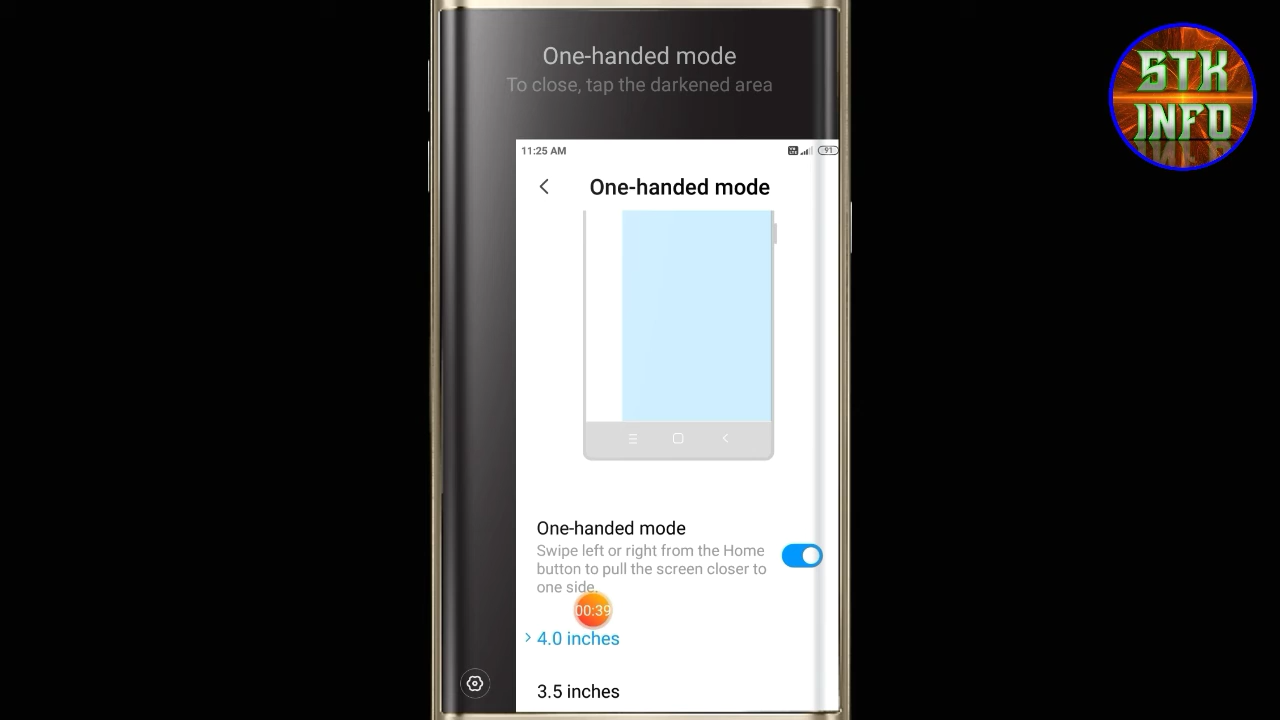 One-handed mode
To close, tap the darkened area
STK
INFO
11:25 AM
91
One-handed mode
One-handed mode
Swipe left or right from the Home
button to pull the screen closer to
one side.
00:39
4.0 inches
3.5 inches